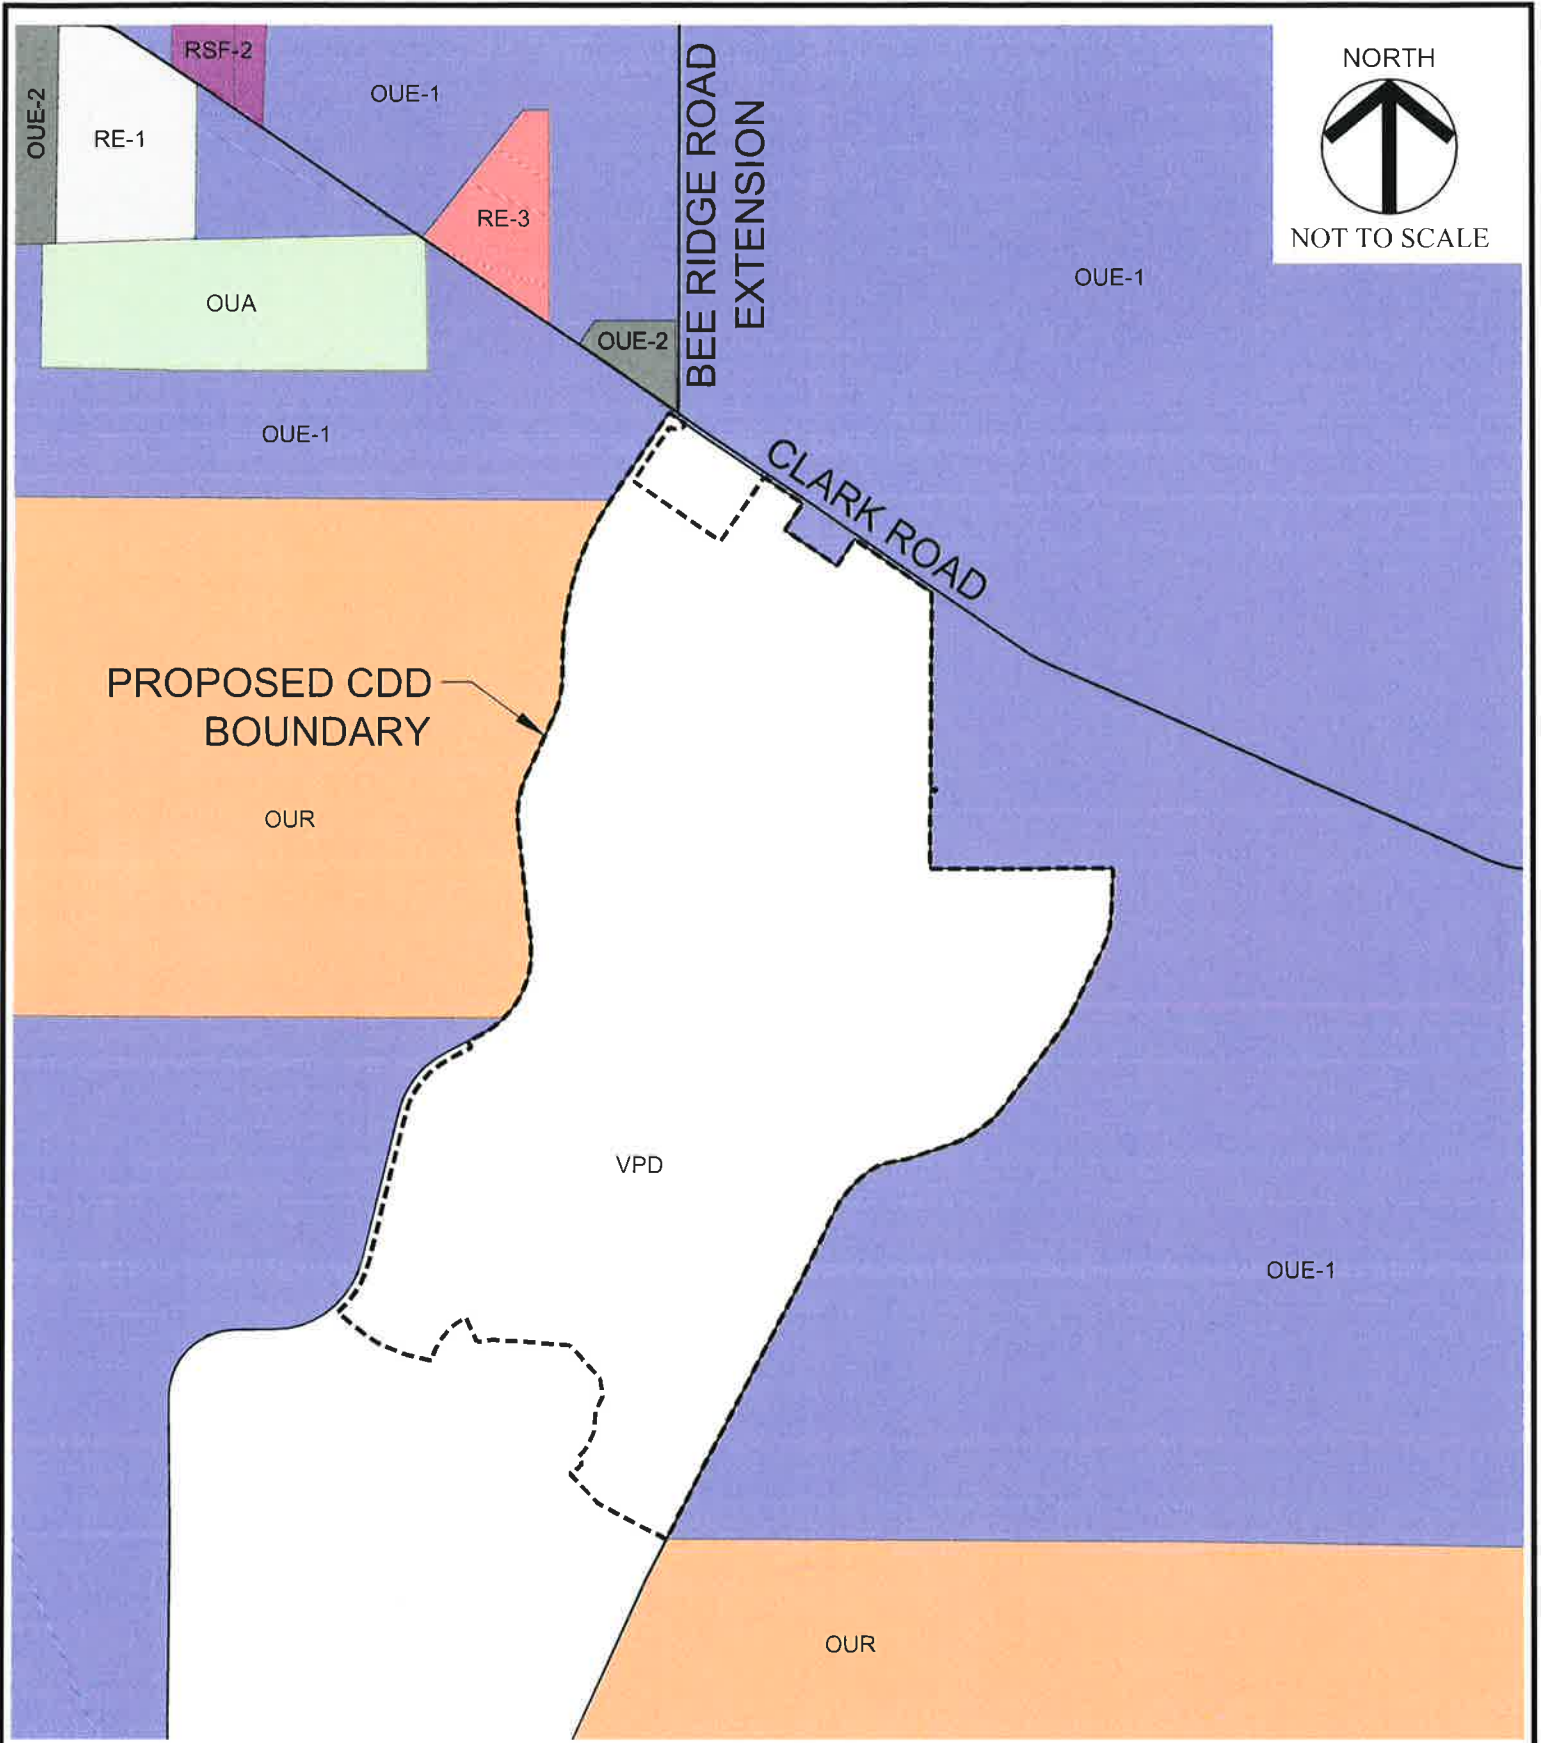 NORTH
NOT TO SCALE
RSF-2
OUE-1
OUE-2
RE-1
RE-3
BEE RIDGE ROAD
EXTENSION
OUE-1
OUA
OUE-2
OUE-1
CLARK ROAD
PROPOSED CDD
BOUNDARY
OUR
VPD
OUE-1
OUR